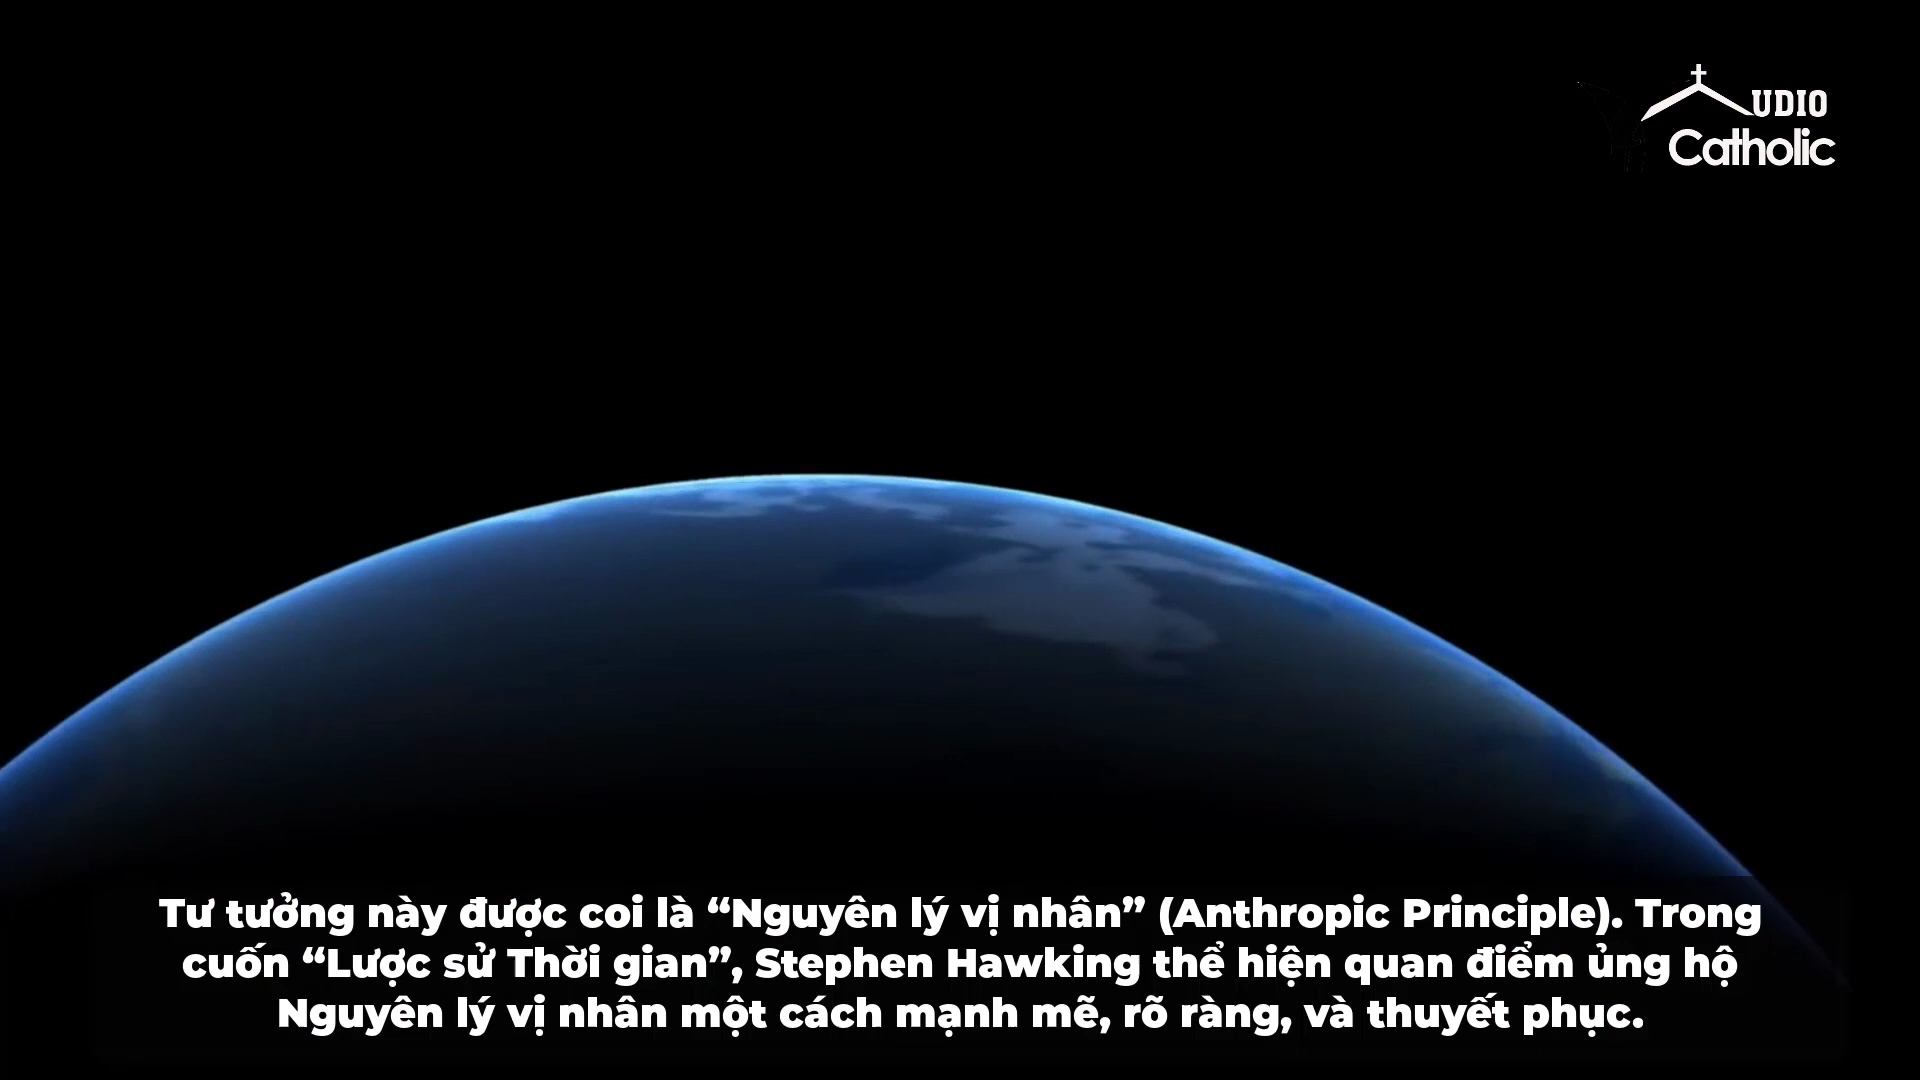 UDIO
Catholic
Tư tưởng này được coi là “Nguyên lý vị nhân” (Anthropic Principle). Trong
cuốn “Lược sử Thời gian”, Stephen Hawking thể hiện quan điểm ủng hộ
Nguyên lý vị nhân một cách mạnh mẽ, rõ ràng, và thuyết phục.